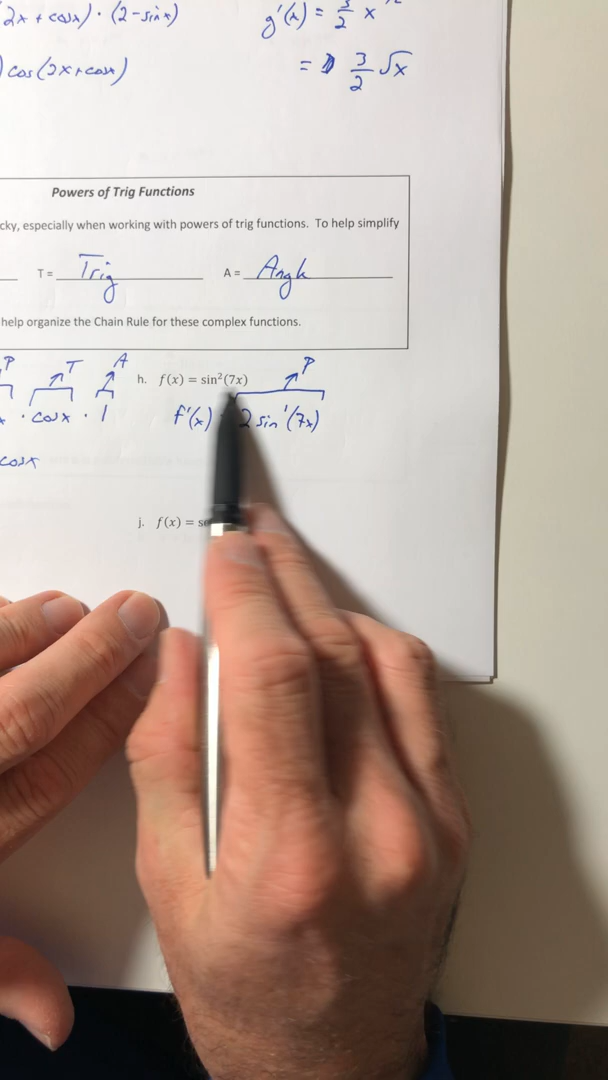 2x + cosx) · (2-sinx)
g'(x) = 3/2 x
) cos(2x+cosx)
= 3/2 √x
Powers of Trig Functions
cky, especially when working with powers of trig functions. To help simplify
T = Trig A = Angle
help organize the Chain Rule for these complex functions.
P T A
h. f(x) = sin²(7x)
P
· cosx · 1
f'(x) 2 sin'(7x)
cosx
j. f(x) = se